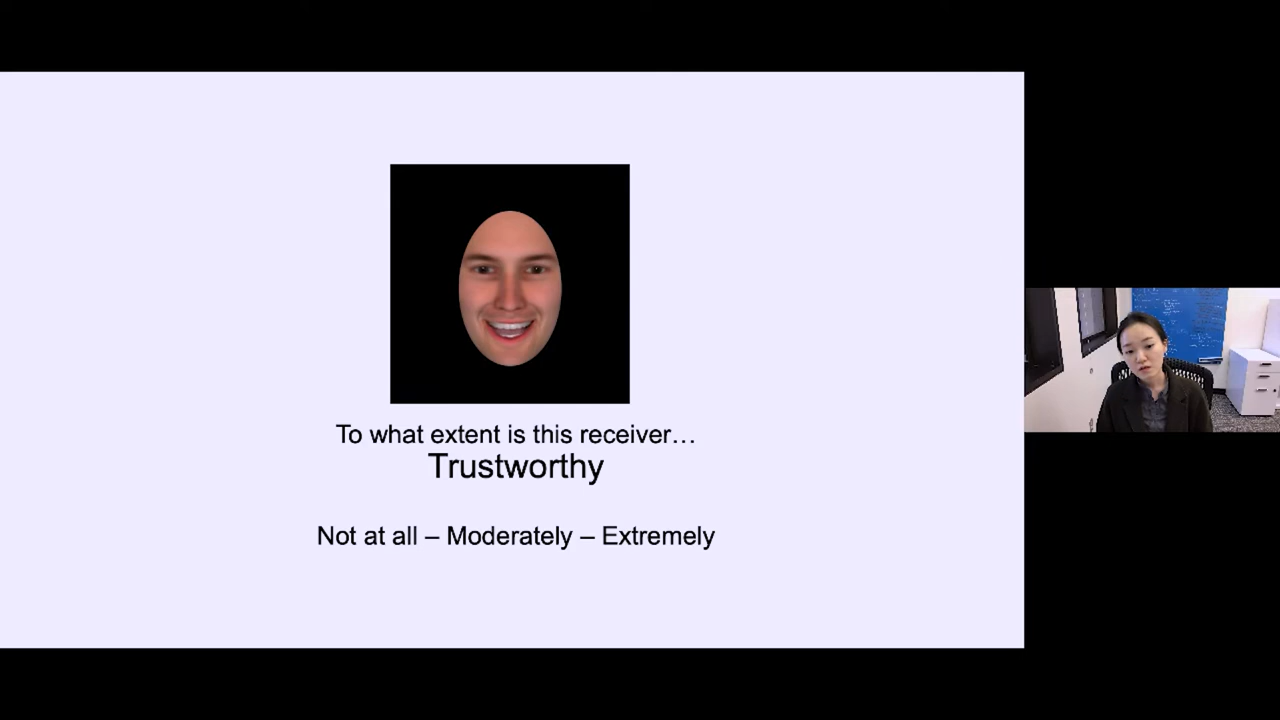 To what extent is this receiver…
Trustworthy
Not at all – Moderately – Extremely